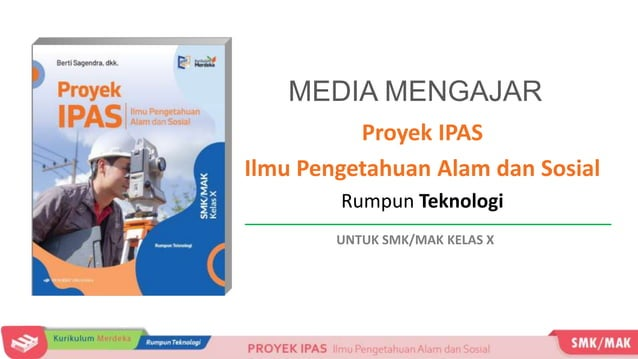 Berti Sagendra, dkk.
Kurikulum
Merdeka
Proyek
IPAS
Ilmu Pengetahuan
Alam dan Sosial
SMK/MAK
Kelas X
Rumpun Teknologi
MEDIA MENGAJAR
Proyek IPAS
Ilmu Pengetahuan Alam dan Sosial
Rumpun Teknologi
UNTUK SMK/MAK KELAS X
Kurikulum Merdeka
Rumpun Teknologi
PROYEK IPAS Ilmu Pengetahuan Alam dan Sosial
SMK/MAK